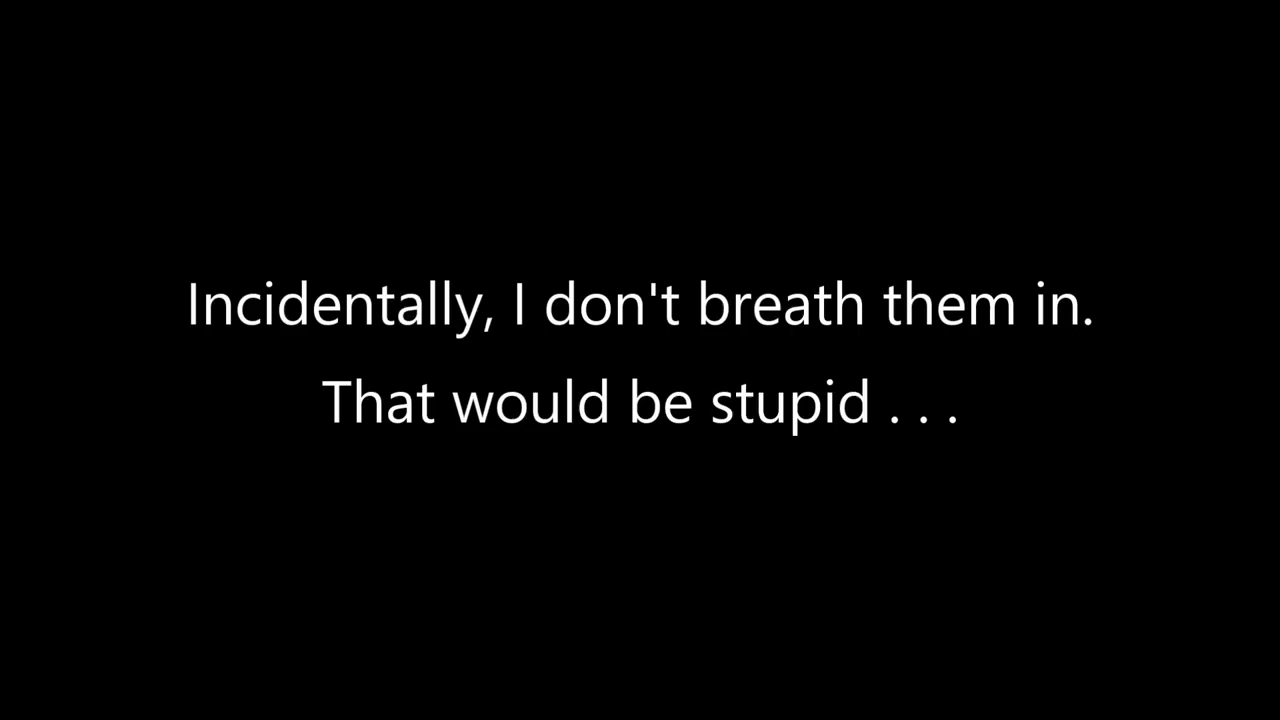 Incidentally, I don't breath them in.
That would be stupid . . .